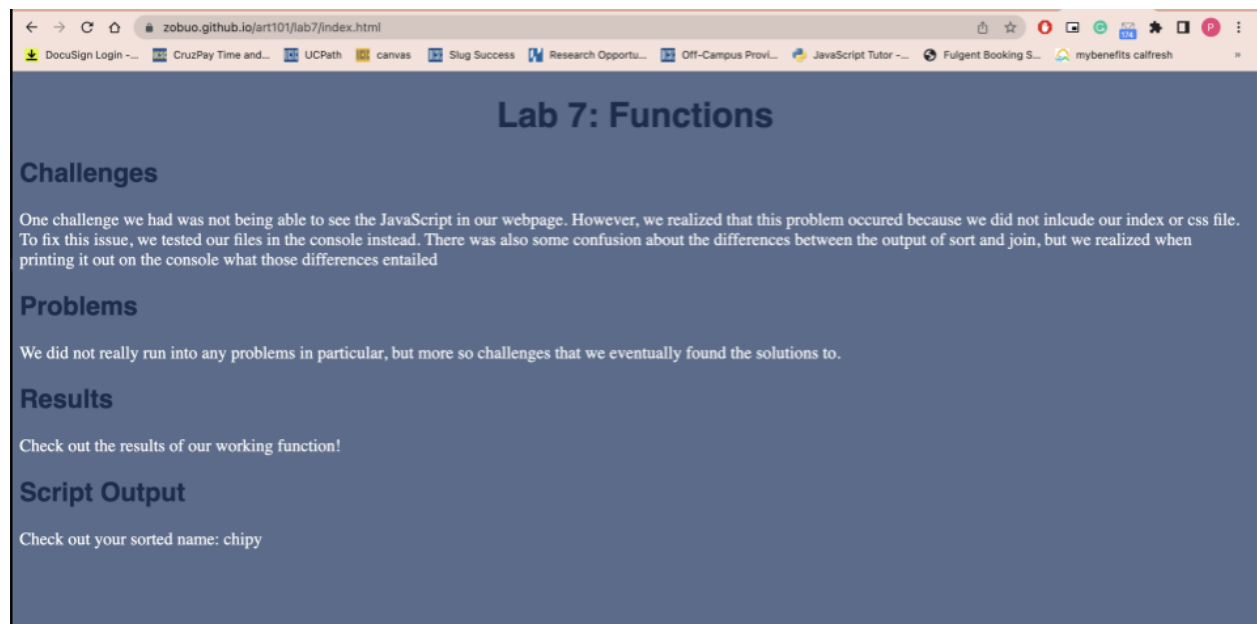 zobuo.github.io/art101/lab7/index.html
174
P
DocuSign Login -... CruzPay Time and... UCPath canvas Slug Success Research Opportu... Off-Campus Provi... JavaScript Tutor -... Fulgent Booking S... mybenefits calfresh »
Lab 7: Functions
Challenges
One challenge we had was not being able to see the JavaScript in our webpage. However, we realized that this problem occured because we did not inlcude our index or css file.
To fix this issue, we tested our files in the console instead. There was also some confusion about the differences between the output of sort and join, but we realized when
printing it out on the console what those differences entailed
Problems
We did not really run into any problems in particular, but more so challenges that we eventually found the solutions to.
Results
Check out the results of our working function!
Script Output
Check out your sorted name: chipy